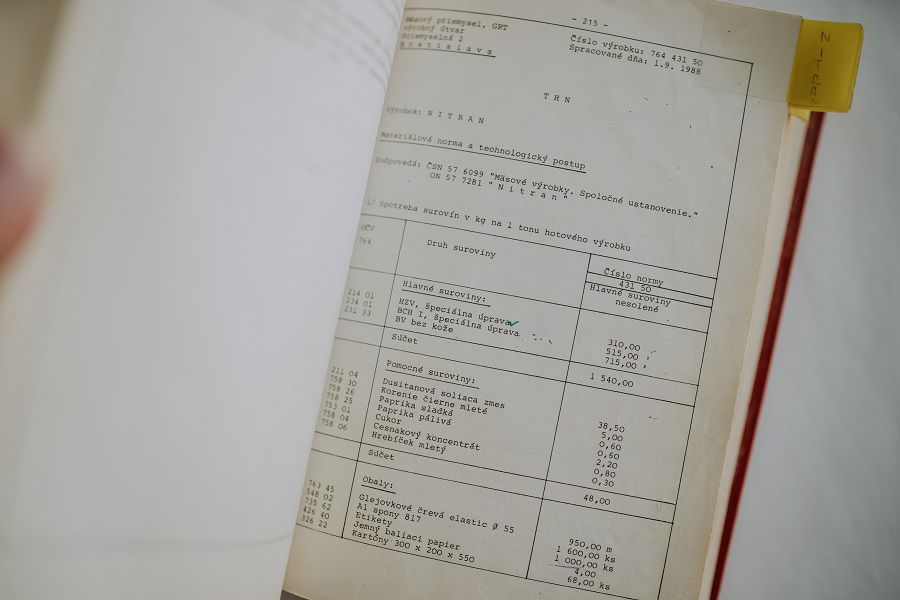 - 215 -
Mäsový priemysel, GRT
Výrobný útvar
Priemyselná 2
Bratislava
Číslo výrobku: 764 431 50
Spracované dňa: 1.9. 1988
T H N
Výrobok: N I T R A N
Materiálová norma a technologický postup
Zodpovedá: ČSN 57 6099 "Mäsové výrobky. Spoločné ustanovenie."
ON 57 7281 " N i t r a n "
1/ Spotreba surovín v kg na 1 tonu hotového výrobku
OČV
764
Druh suroviny
Číslo normy
431 50
Hlavné suroviny
nesolené
Hlavné suroviny:
214 01 HZV, špeciálna úprava 310,00
234 01 BCH I, špeciálna úprava 515,00
231 33 BV bez kože 715,00
Súčet 1 540,00
Pomocné suroviny:
211 04 Dusitanová soliaca zmes 38,50
758 30 Korenie čierne mleté 5,00
758 26 Paprika sladká 0,60
758 25 Paprika pálivá 0,60
753 01 Cukor 2,20
758 04 Cesnakový koncentrát 0,80
758 06 Hrebíček mletý 0,30
Súčet 48,00
Obaly:
763 45 Glejovkové črevá elastic ø 55 950,00 m
548 02 Al spony 817 1 600,00 ks
735 62 Etikety 1 000,00 ks
426 40 Jemný baliaci papier 4,00
326 22 Kartóny 300 x 200 x 550 68,00 ks